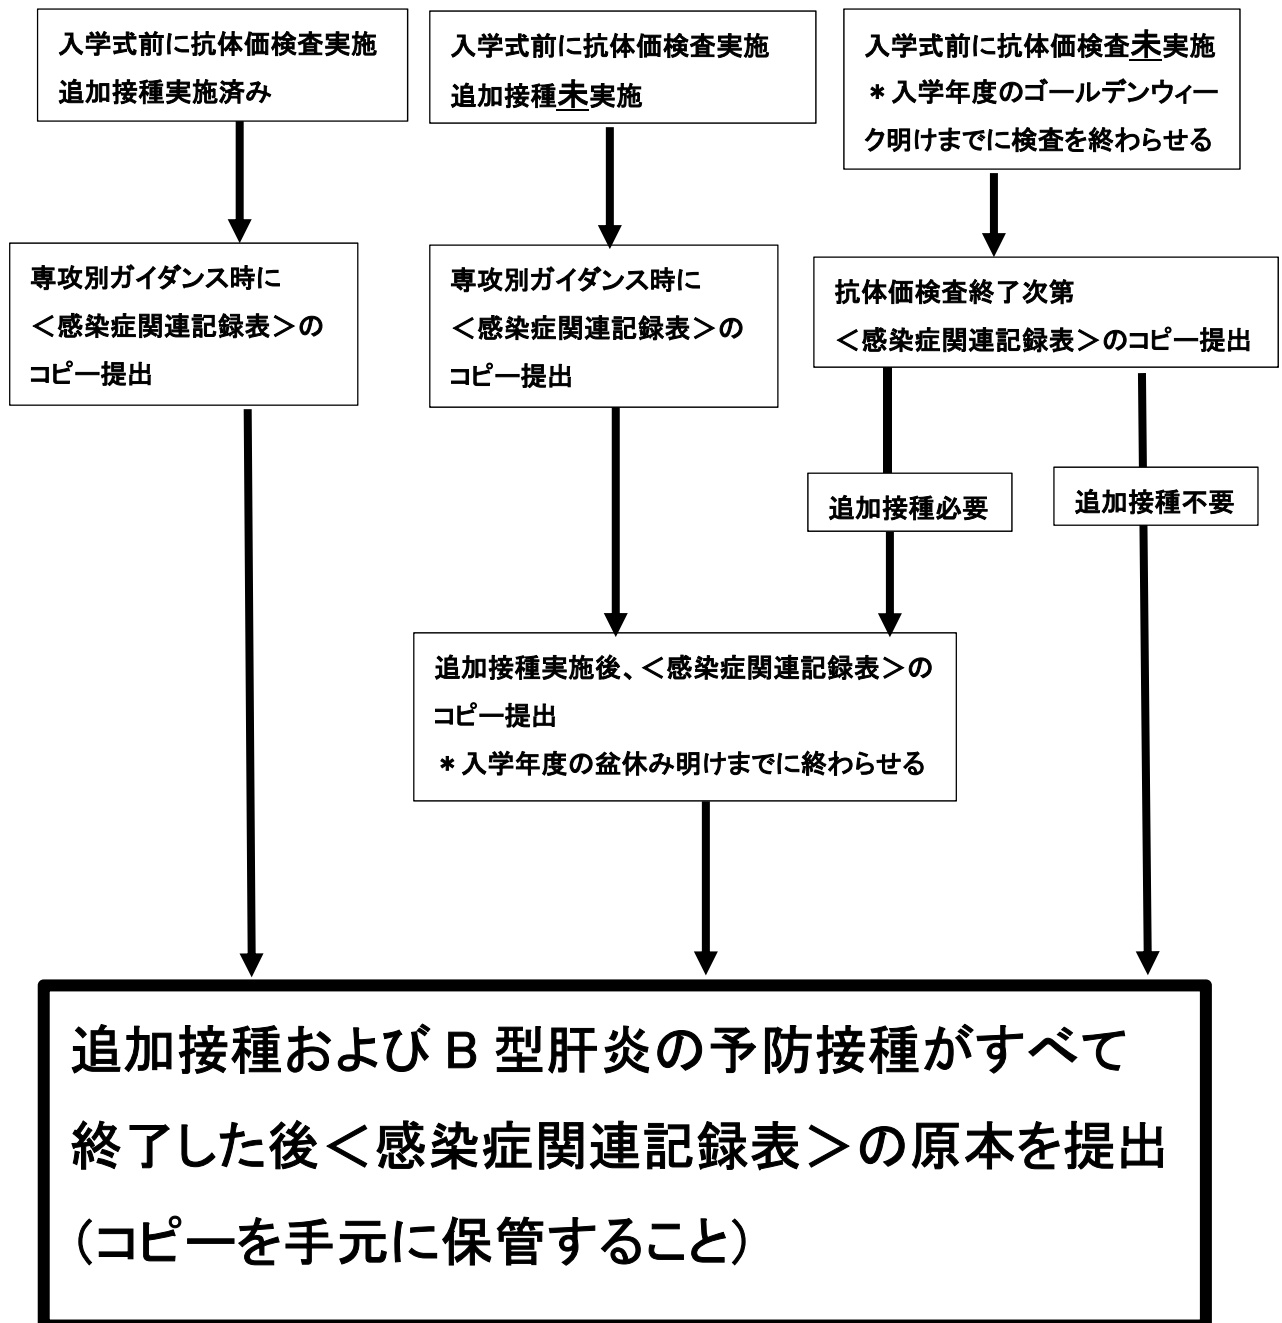 入学式前に抗体価検査実施
追加接種実施済み
入学式前に抗体価検査実施
追加接種未実施
入学式前に抗体価検査未実施
＊入学年度のゴールデンウィー
ク明けまでに検査を終わらせる
専攻別ガイダンス時に
＜感染症関連記録表＞の
コピー提出
専攻別ガイダンス時に
＜感染症関連記録表＞の
コピー提出
抗体価検査終了次第
＜感染症関連記録表＞のコピー提出
追加接種必要
追加接種不要
追加接種実施後、＜感染症関連記録表＞の
コピー提出
＊入学年度の盆休み明けまでに終わらせる
追加接種および B 型肝炎の予防接種がすべて
終了した後＜感染症関連記録表＞の原本を提出
（コピーを手元に保管すること）